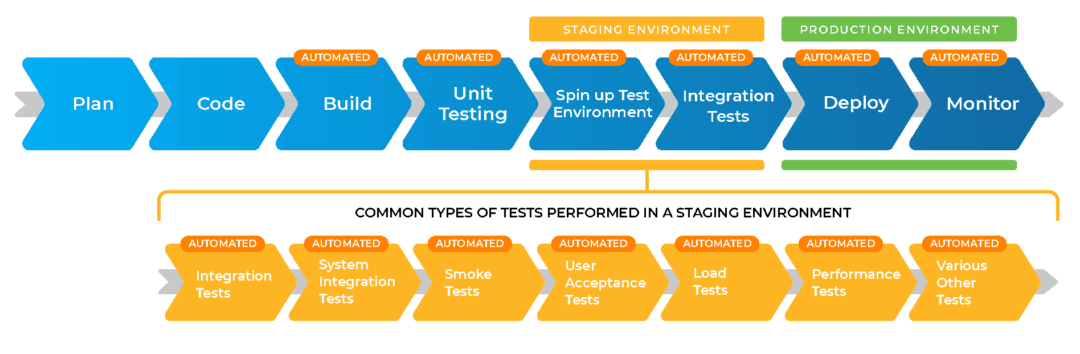 STAGING ENVIRONMENT
PRODUCTION ENVIRONMENT
AUTOMATED
AUTOMATED
AUTOMATED
AUTOMATED
AUTOMATED
AUTOMATED
Plan
Code
Build
Unit
Testing
Spin up Test
Environment
Integration
Tests
Deploy
Monitor
COMMON TYPES OF TESTS PERFORMED IN A STAGING ENVIRONMENT
AUTOMATED
AUTOMATED
AUTOMATED
AUTOMATED
AUTOMATED
AUTOMATED
AUTOMATED
Integration
Tests
System
Integration
Tests
Smoke
Tests
User
Acceptance
Tests
Load
Tests
Performance
Tests
Various
Other
Tests